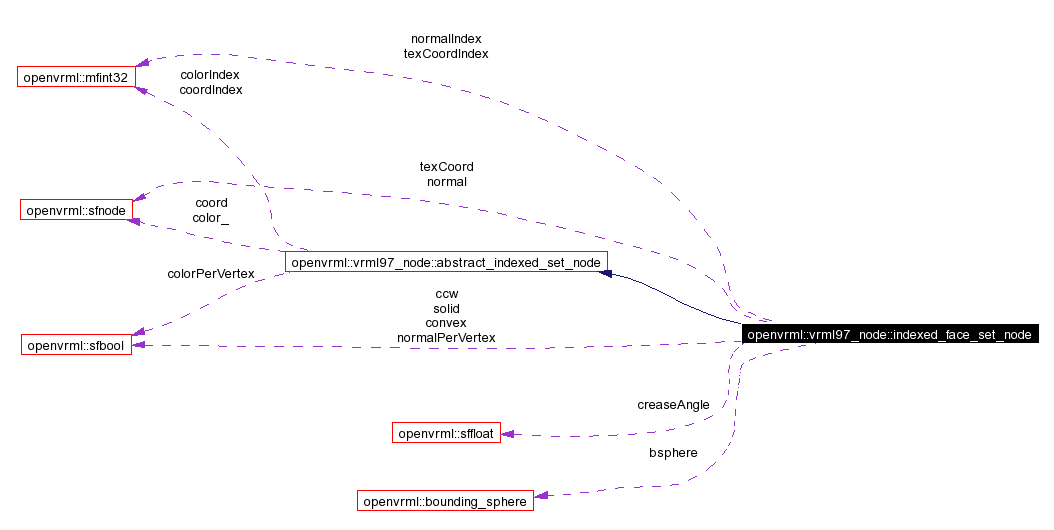 normalIndex
texCoordIndex
openvrml::mfint32
colorIndex
coordIndex
texCoord
normal
openvrml::sfnode
coord
color_
openvrml::vrml97_node::abstract_indexed_set_node
colorPerVertex
ccw
solid
convex
normalPerVertex
openvrml::vrml97_node::indexed_face_set_node
openvrml::sfbool
creaseAngle
openvrml::sffloat
bsphere
openvrml::bounding_sphere